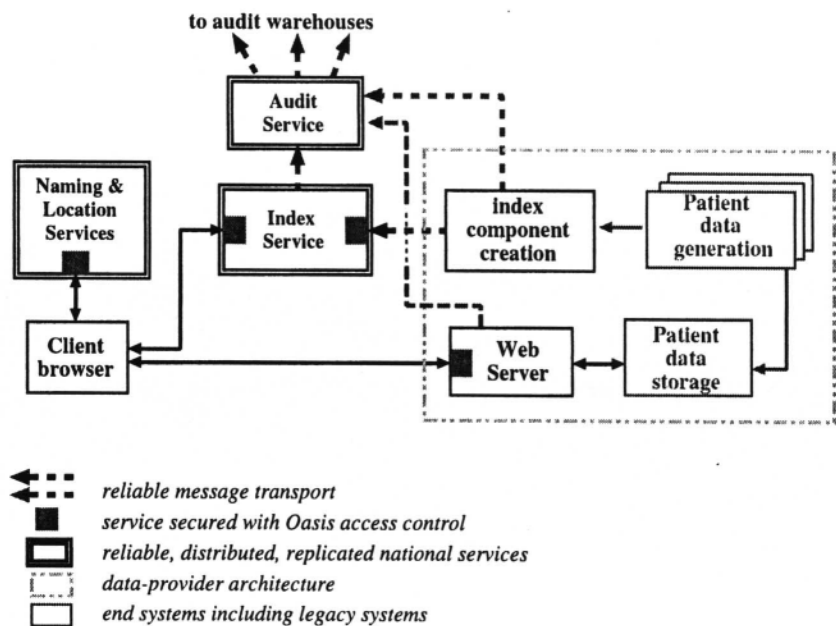 to audit warehouses
Audit
Service
Naming &
Location
Services
Index
Service
index
component
creation
Patient
data
generation
Client
browser
Web
Server
Patient
data
storage
reliable message transport
service secured with Oasis access control
reliable, distributed, replicated national services
data-provider architecture
end systems including legacy systems